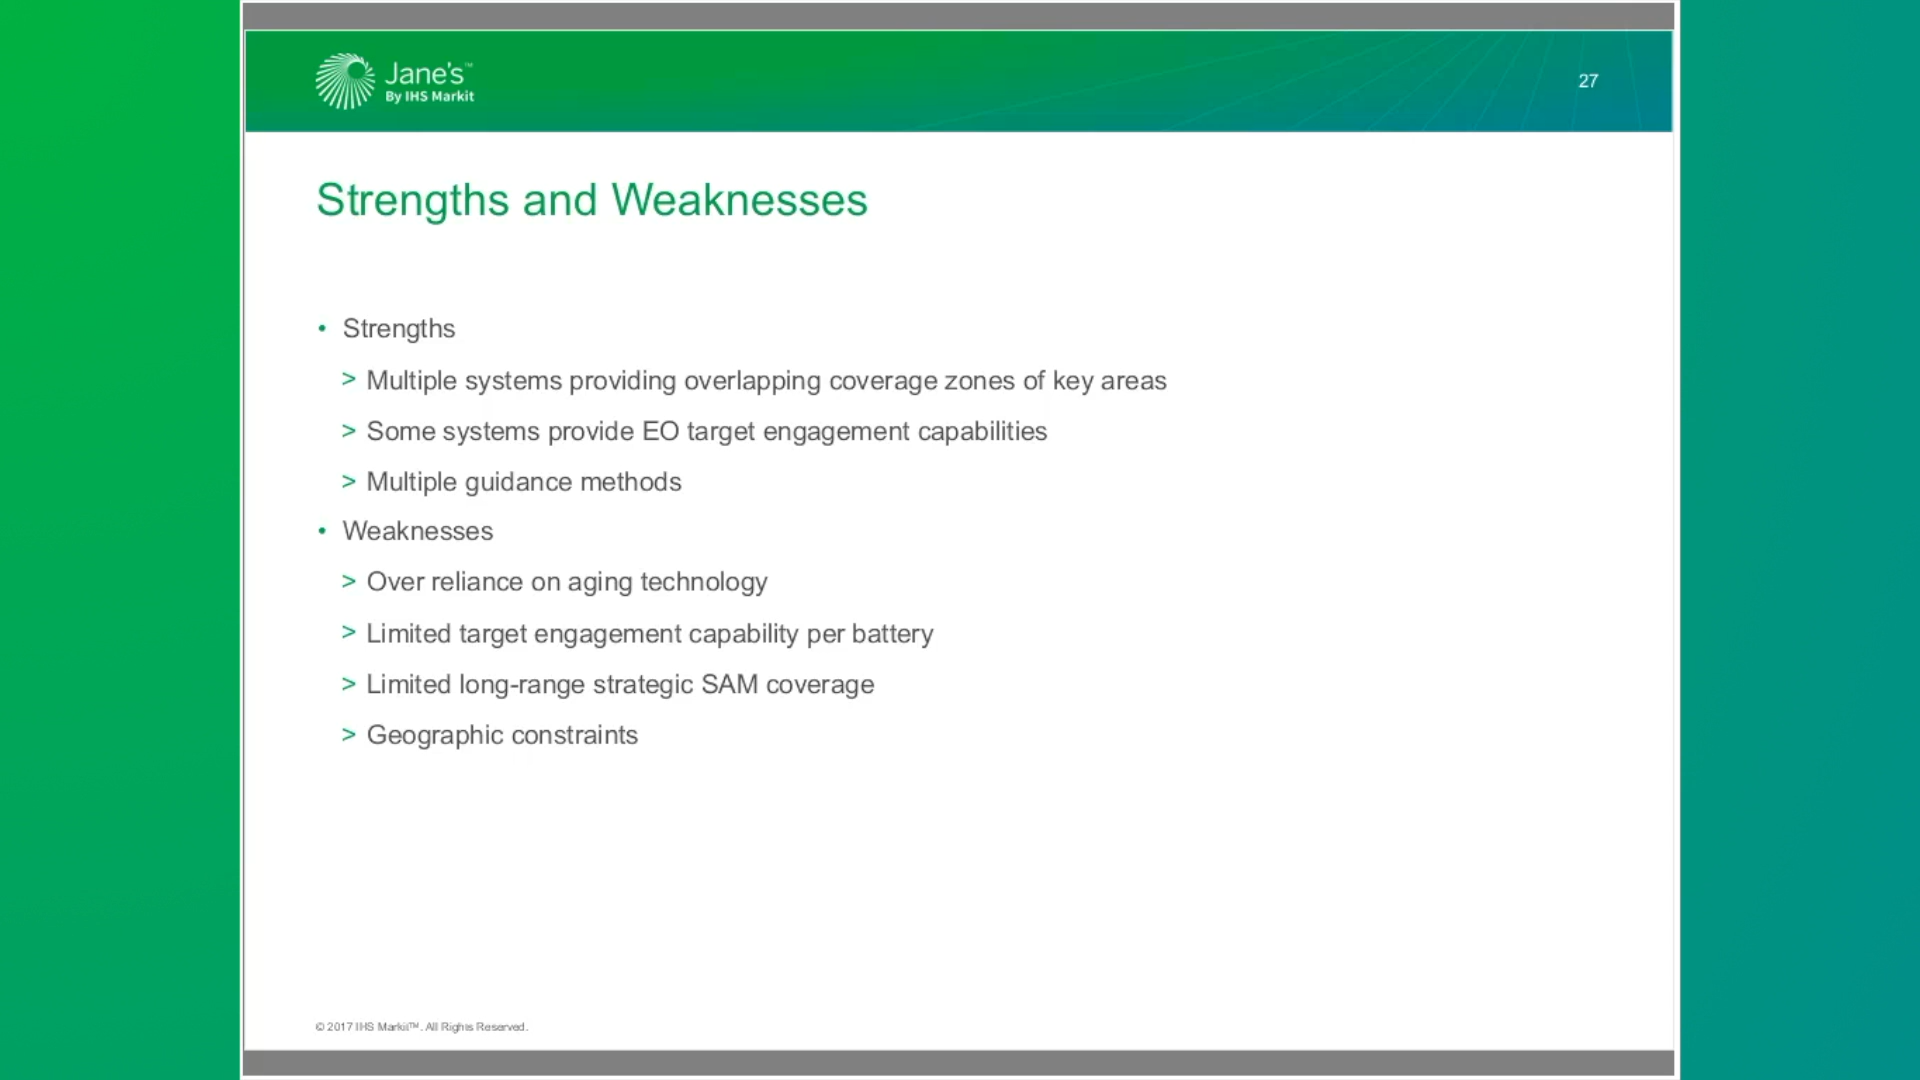 Jane's™
By IHS Markit
27
Strengths and Weaknesses
• Strengths
> Multiple systems providing overlapping coverage zones of key areas
> Some systems provide EO target engagement capabilities
> Multiple guidance methods
• Weaknesses
> Over reliance on aging technology
> Limited target engagement capability per battery
> Limited long-range strategic SAM coverage
> Geographic constraints
© 2017 IHS Markit™. All Rights Reserved.